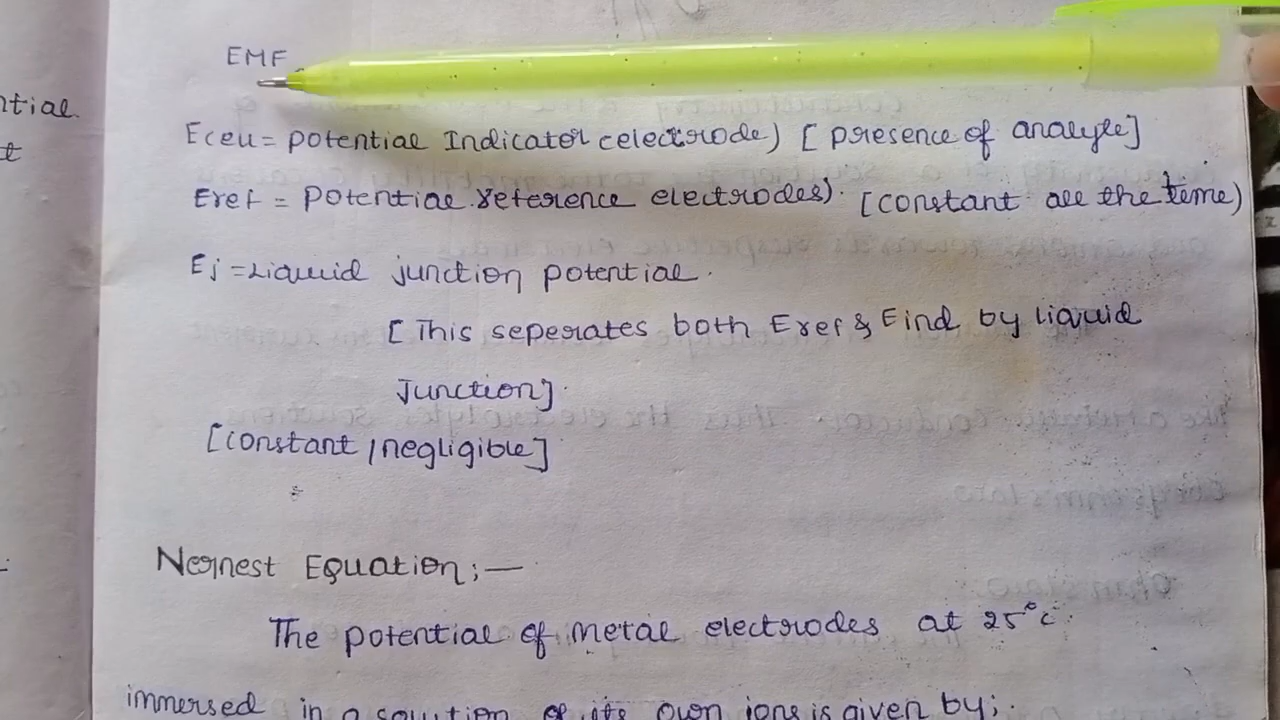 EMF
ntial.
Ecell = potential Indicator celectrode) [ presence of analyte]
t
Eref = Potential reference electrodes). [constant all the time)
Ej = Liquid junction potential.
[ This seperates both Eref & Eind by liquid
Junction].
[constant / negligible]
Nernest Equation; —
The potential of metal electrodes at 25°c.
immersed in a solution of its own ions is given by;.